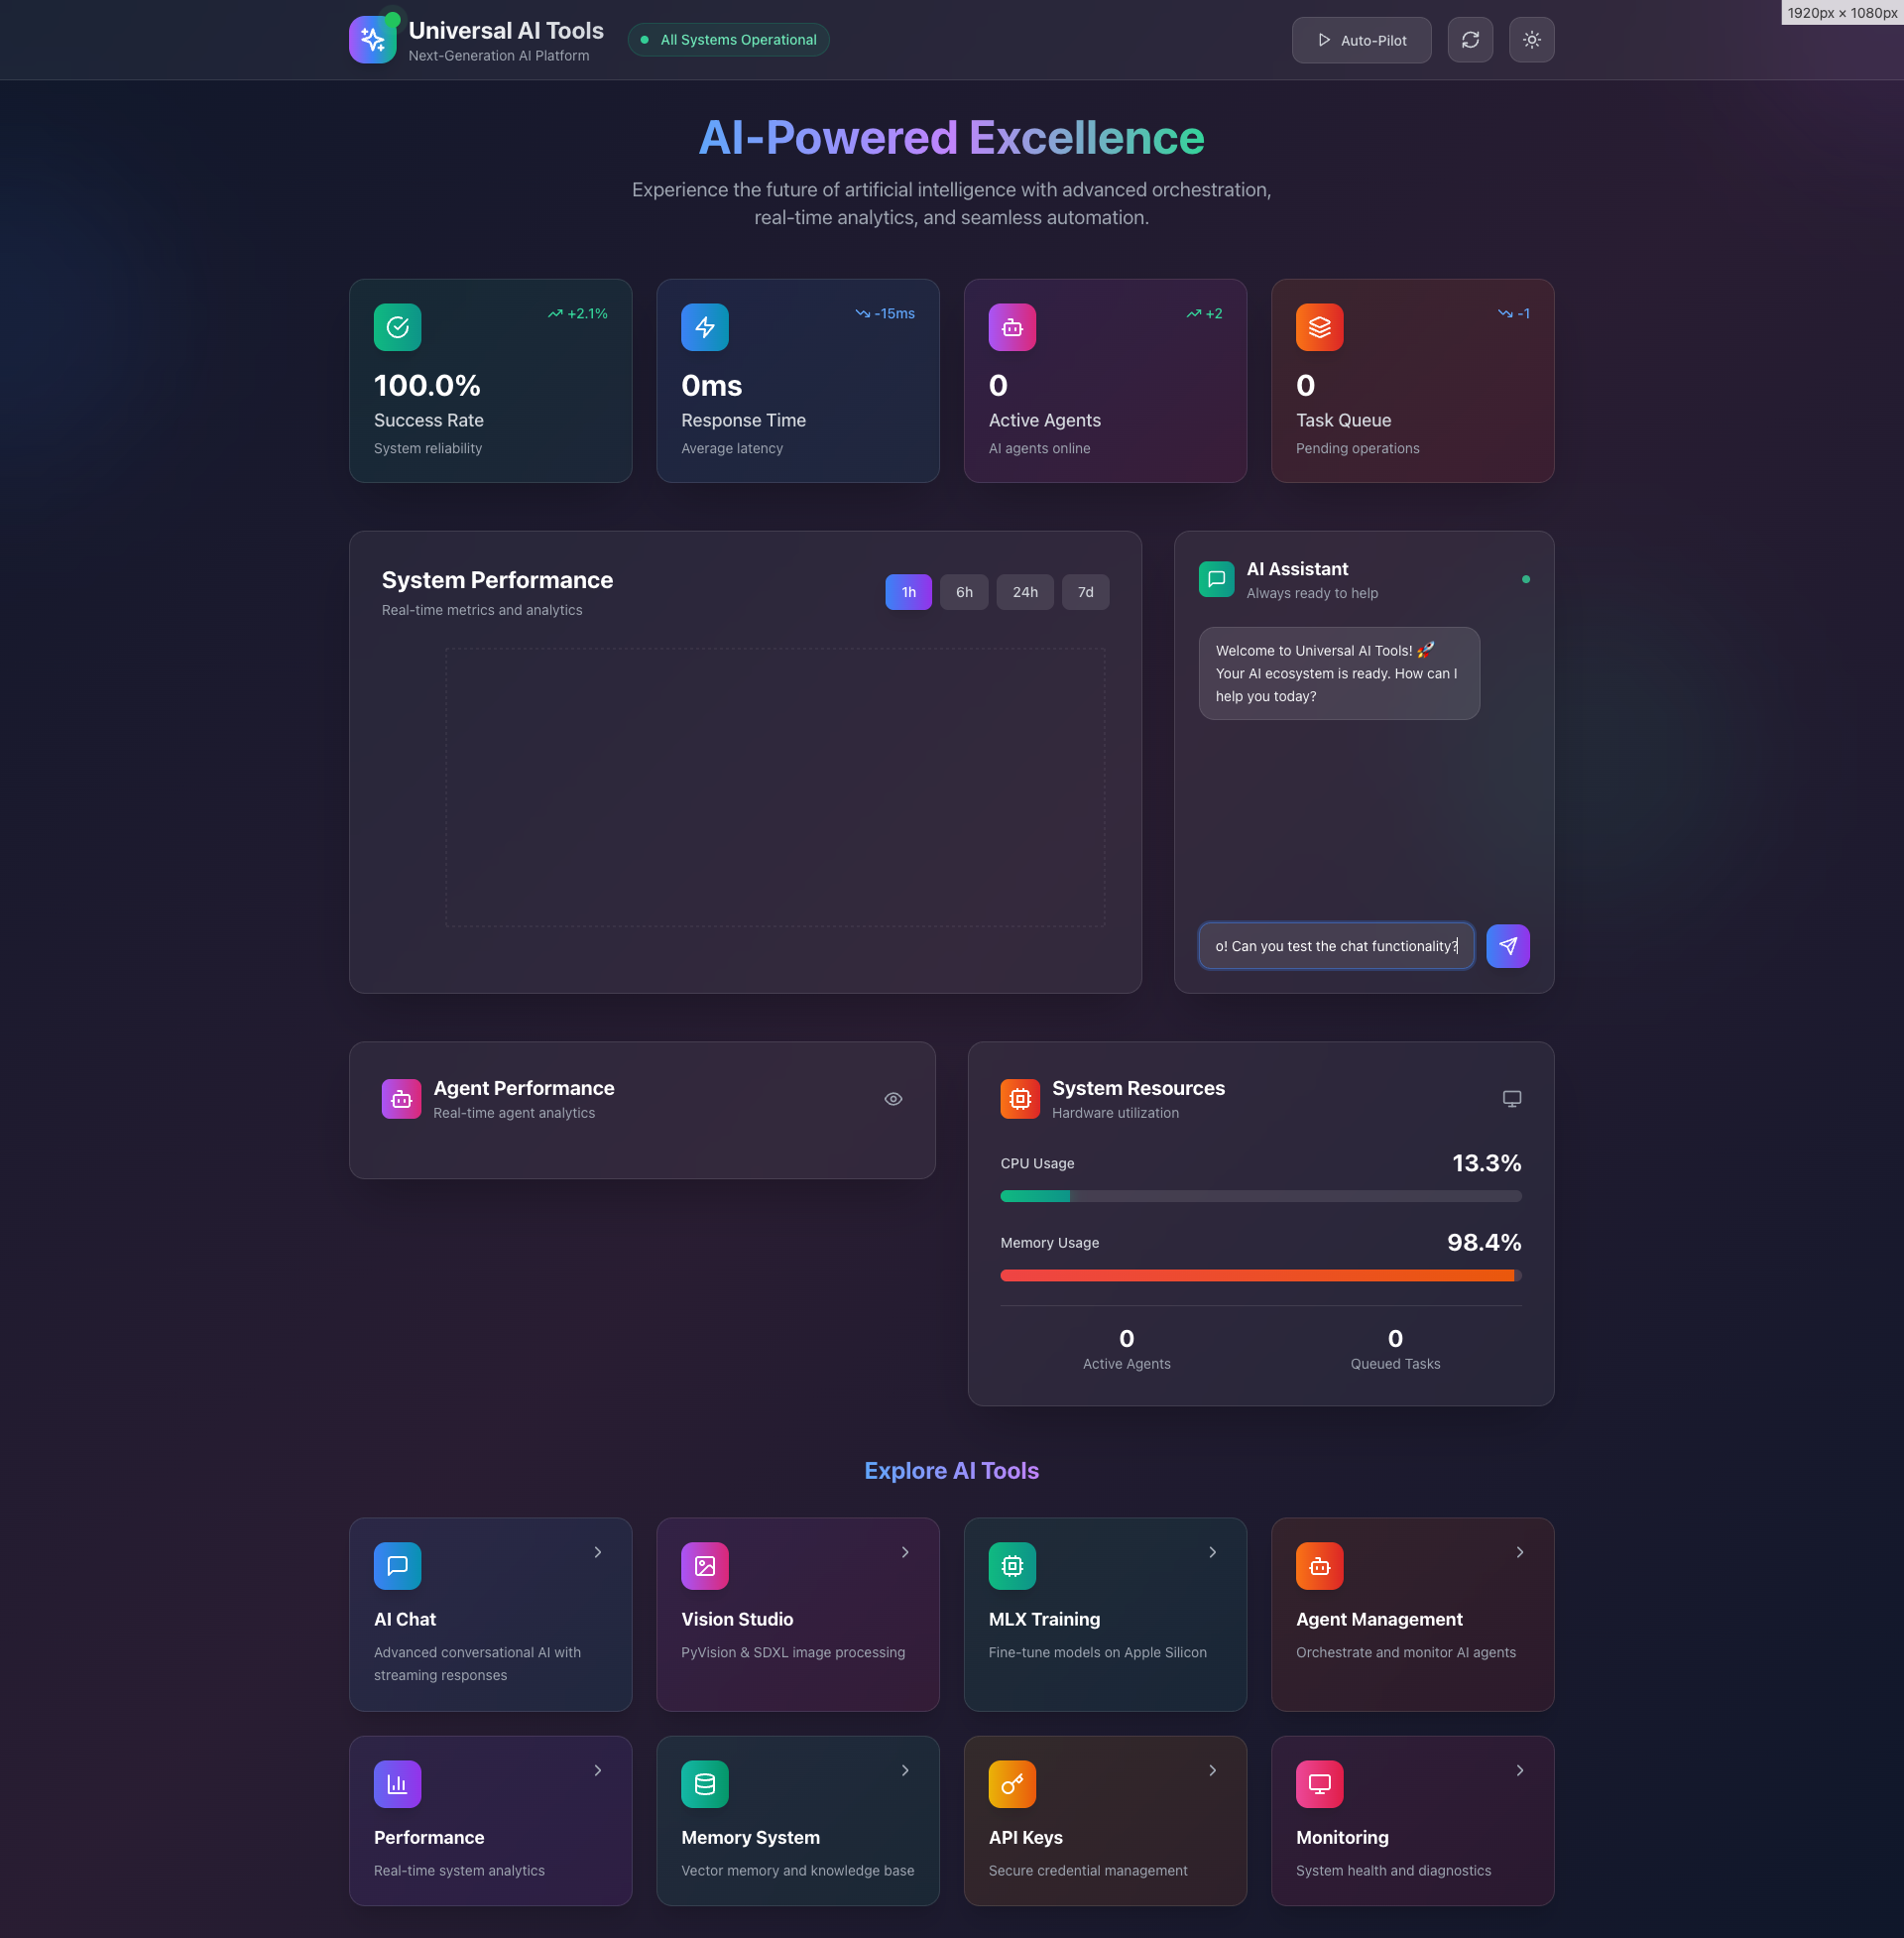 1920px × 1080px
Universal AI Tools
Next-Generation AI Platform
All Systems Operational
Auto-Pilot
AI-Powered Excellence
Experience the future of artificial intelligence with advanced orchestration,
real-time analytics, and seamless automation.
+2.1%
100.0%
Success Rate
System reliability
-15ms
0ms
Response Time
Average latency
+2
0
Active Agents
AI agents online
-1
0
Task Queue
Pending operations
System Performance
Real-time metrics and analytics
1h
6h
24h
7d
AI Assistant
Always ready to help
Welcome to Universal AI Tools! 🚀
Your AI ecosystem is ready. How can I
help you today?
o! Can you test the chat functionality?
Agent Performance
Real-time agent analytics
System Resources
Hardware utilization
CPU Usage
13.3%
Memory Usage
98.4%
0
Active Agents
0
Queued Tasks
Explore AI Tools
AI Chat
Advanced conversational AI with
streaming responses
Vision Studio
PyVision & SDXL image processing
MLX Training
Fine-tune models on Apple Silicon
Agent Management
Orchestrate and monitor AI agents
Performance
Real-time system analytics
Memory System
Vector memory and knowledge base
API Keys
Secure credential management
Monitoring
System health and diagnostics